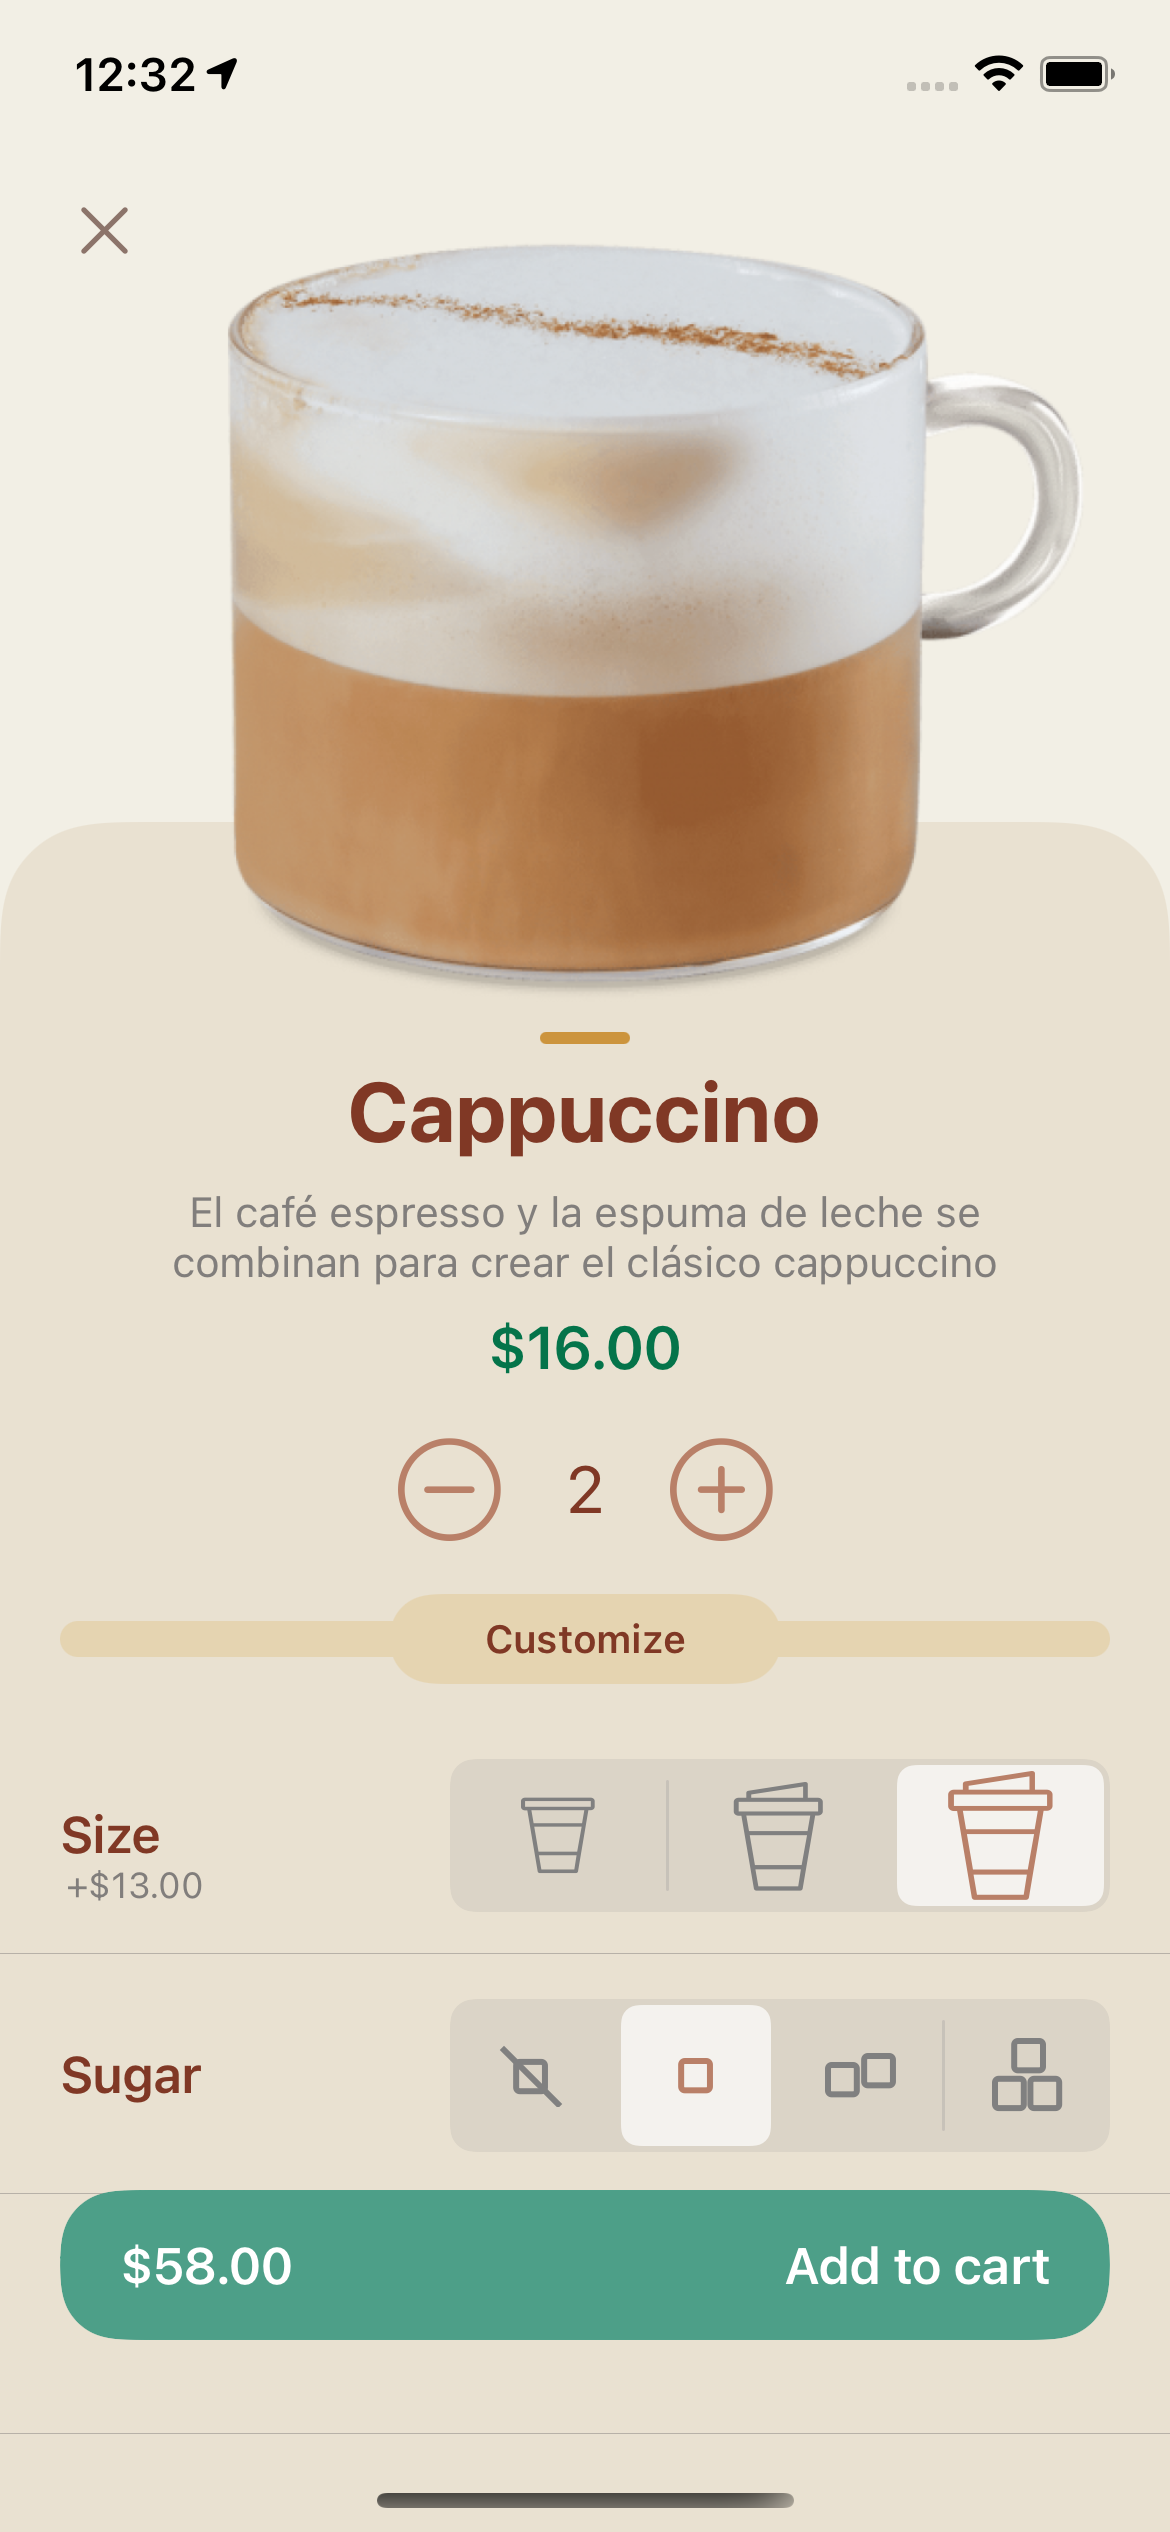 12:32
Cappuccino
El café espresso y la espuma de leche se
combinan para crear el clásico cappuccino
$16.00
2
Customize
Size
+$13.00
Sugar
$58.00 Add to cart